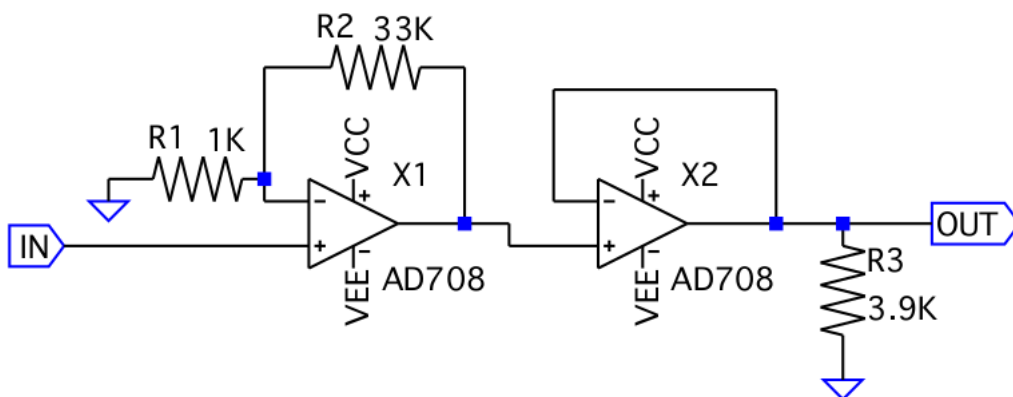 R2 33K
R1 1K
VCC
X1
VCC
X2
IN
-
+
+
-
-
+
+
-
OUT
VEE
AD708
VEE
AD708
R3
3.9K